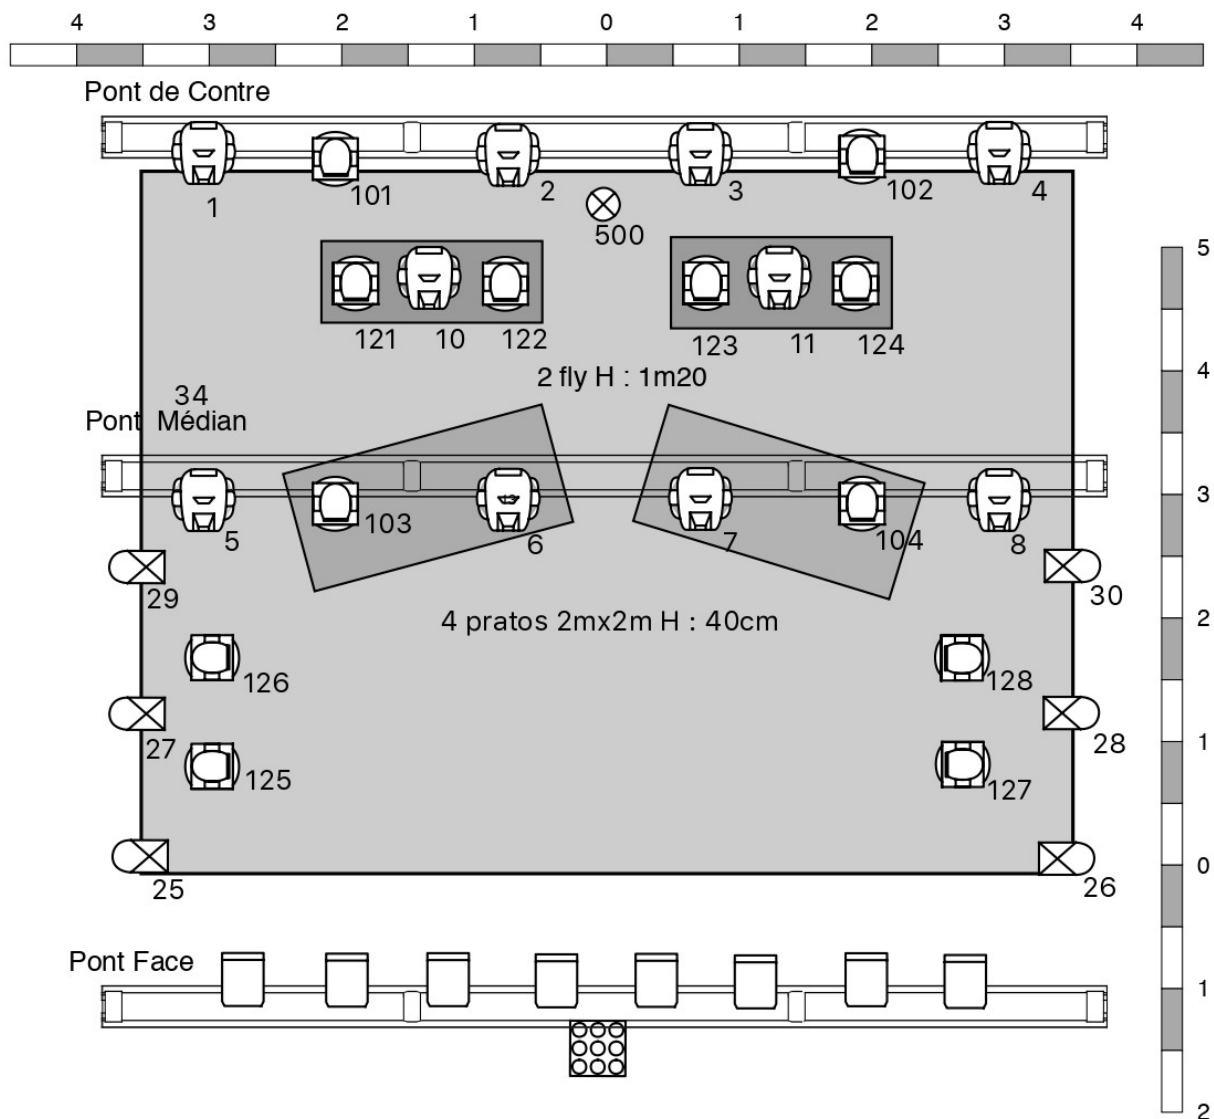 4 3 2 1 0 1 2 3 4
Pont de Contre
1 101 2 3 102 4
500
5
121 10 122 123 11 124
4
2 fly H : 1m20
34
Pont Médian
3
5 103 6 7 104 8
29 30
4 pratos 2mx2m H : 40cm
2
126 128
27 28
1
125 127
0
25 26
Pont Face
1
2